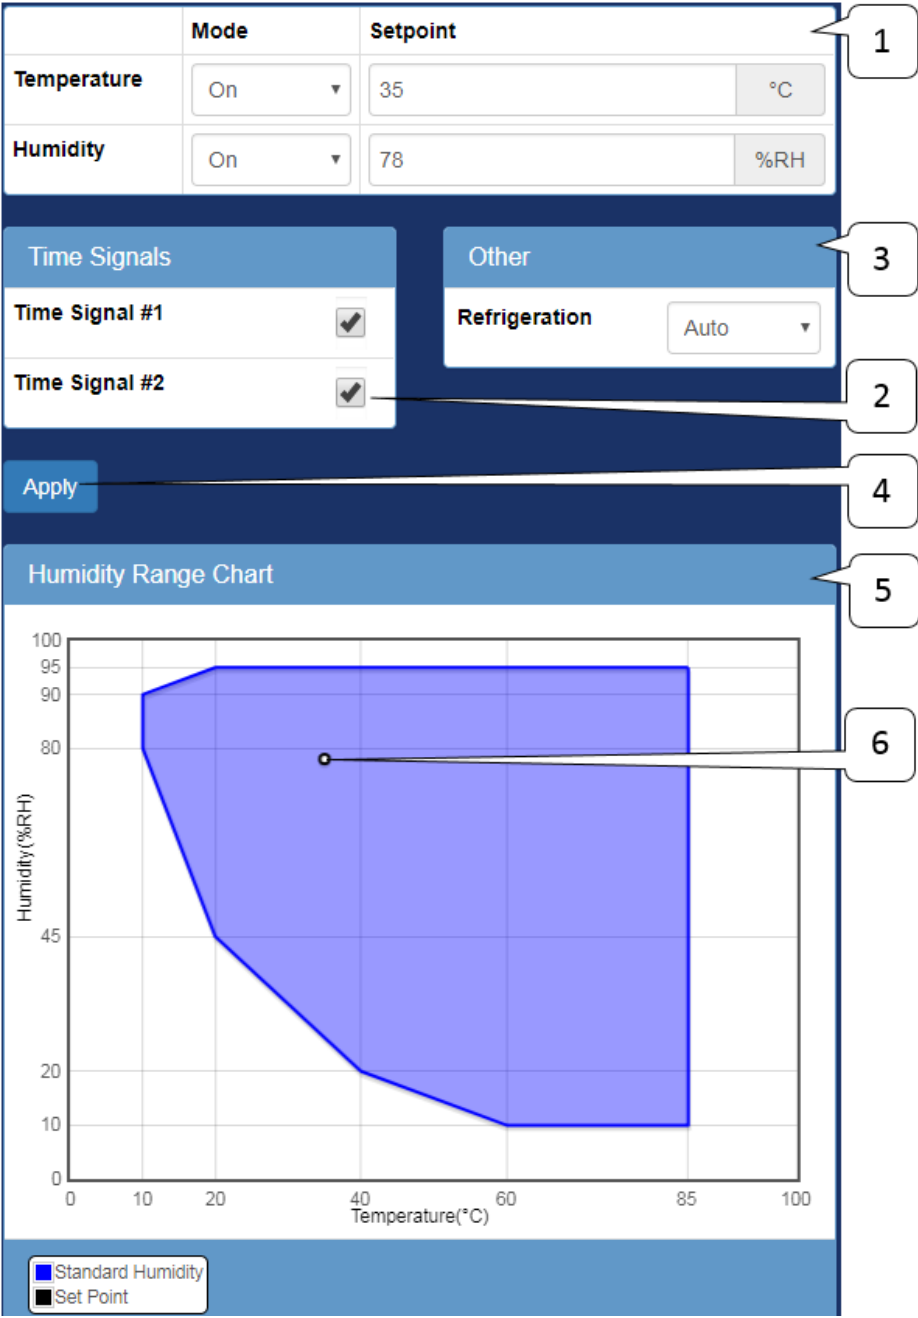 Mode Setpoint
1
Temperature On 35 °C
Humidity On 78 %RH
Time Signals
Other
3
Time Signal #1
Refrigeration Auto
Time Signal #2
2
Apply
4
Humidity Range Chart
5
100
95
90
80
6
45
20
10
0
Humidity(%RH)
0 10 20 40 60 85 100
Temperature(°C)
Standard Humidity
Set Point